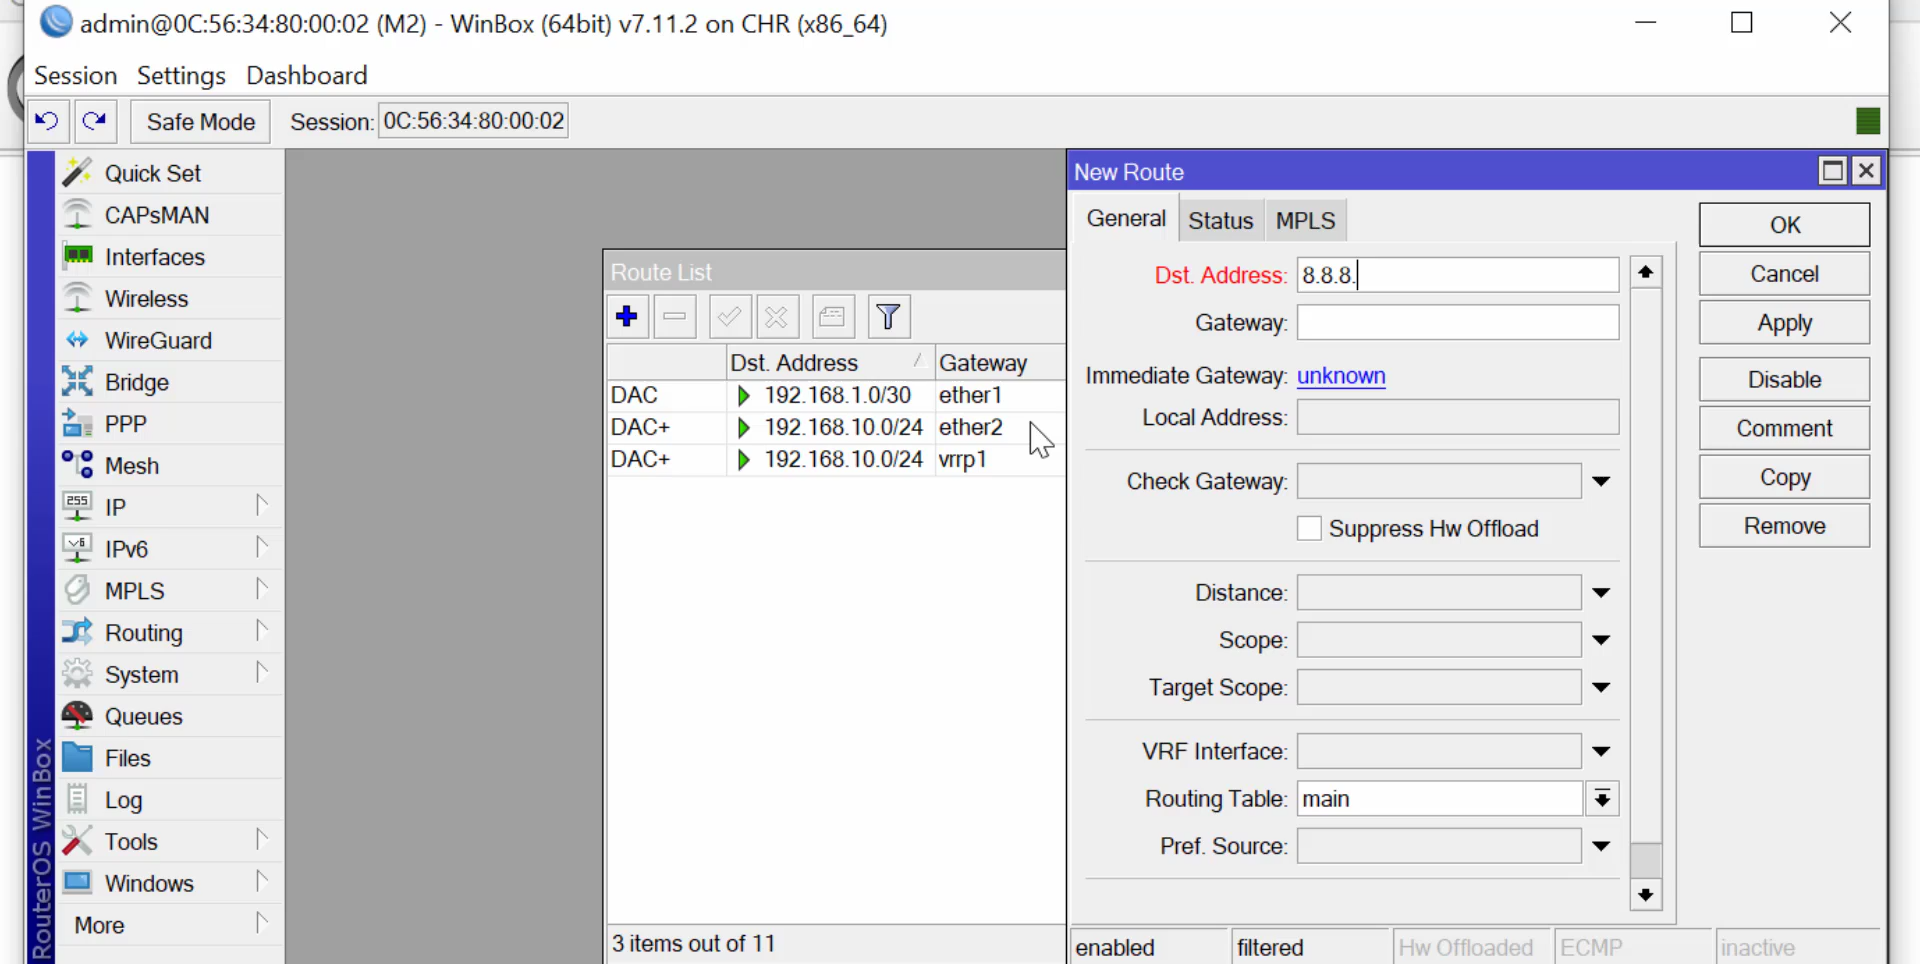 admin@0C:56:34:80:00:02 (M2) - WinBox (64bit) v7.11.2 on CHR (x86_64)
Session Settings Dashboard
Safe Mode Session: 0C:56:34:80:00:02
Quick Set
CAPsMAN
Interfaces
Wireless
WireGuard
Bridge
PPP
Mesh
IP
IPv6
MPLS
Routing
System
Queues
Files
Log
Tools
Windows
More
RouterOS WinBox
Route List
Dst. Address Gateway
DAC 192.168.1.0/30 ether1
DAC+ 192.168.10.0/24 ether2
DAC+ 192.168.10.0/24 vrrp1
3 items out of 11
New Route
General Status MPLS
Dst. Address: 8.8.8.
Gateway:
Immediate Gateway: unknown
Local Address:
Check Gateway:
Suppress Hw Offload
Distance:
Scope:
Target Scope:
VRF Interface:
Routing Table: main
Pref. Source:
OK
Cancel
Apply
Disable
Comment
Copy
Remove
enabled filtered Hw Offloaded ECMP inactive